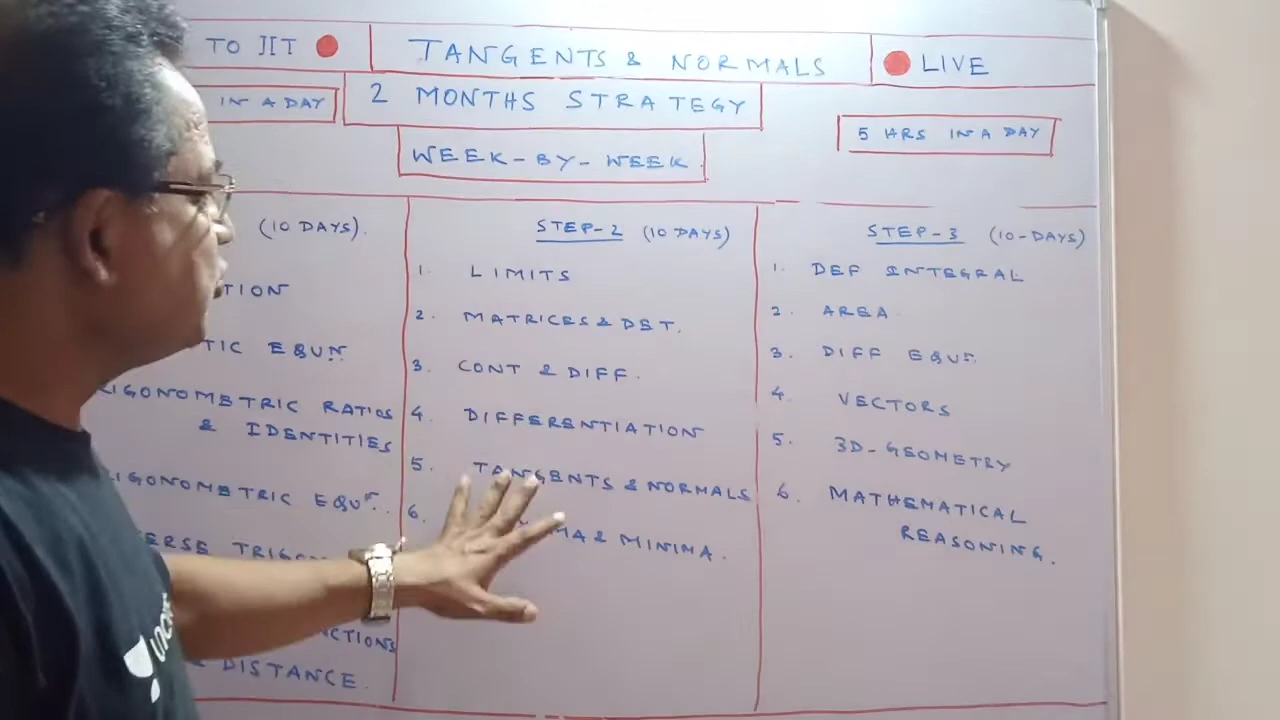 TO IIT
TANGENTS & NORMALS
LIVE
IN A DAY
2 MONTHS STRATEGY
5 HRS IN A DAY
WEEK-BY-WEEK
(10 DAYS).
TION
TIC EQUN
RIGONOMETRIC RATIOS
& IDENTITIES
IGONOMETRIC EQUN.
ERSE TRIGON
NCTIONS
& DISTANCE.
STEP-2 (10 DAYS)
1. LIMITS
2. MATRICES & DET.
3. CONT & DIFF.
4. DIFFERENTIATION
5. TANGENTS & NORMALS
6. MA & MINIMA.
STEP-3 (10-DAYS)
1. DEF INTEGRAL
2. AREA
3. DIFF EQUN.
4. VECTORS
5. 3D-GEOMETRY
6. MATHEMATICAL
REASONING.